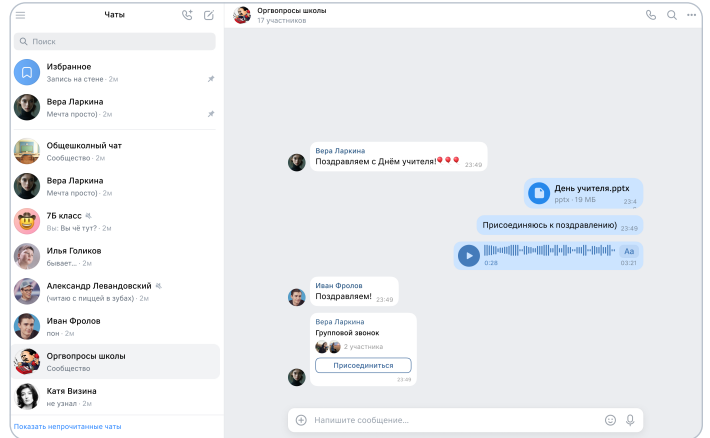 Чаты
Поиск
Избранное
Запись на стене · 2м
Вера Ларкина
Мечта просто) · 2м
Общешкольный чат
Сообщество · 2м
Вера Ларкина
Мечта просто) · 2м
7Б класс
Вы: Вы чё тут? · 2м
Илья Голиков
бывает... · 2м
Александр Левандовский
(читаю с пиццей в зубах) · 2м
Иван Фролов
пон · 2м
Оргвопросы школы
Сообщество
Катя Визина
не узнал · 2м
Показать непрочитанные чаты
Оргвопросы школы
17 участников
Вера Ларкина
Поздравляем с Днём учителя!🎈🎈🎈 23:49
День учителя.pptx
pptx · 19 МБ 23:4
Присоединяюсь к поздравлению) 23:49
Aa
0:28 03:21
Иван Фролов
Поздравляем! 23:49
Вера Ларкина
Групповой звонок
2 участника
Присоединиться
23:49
Напишите сообщение...